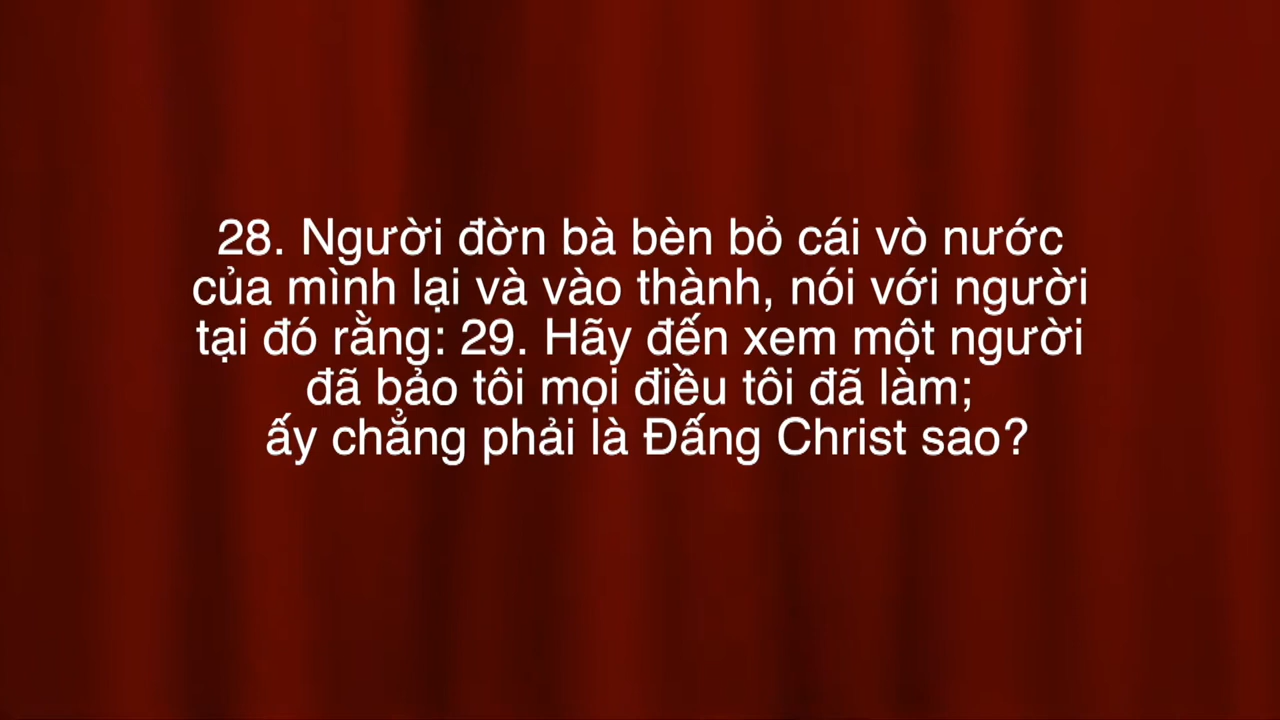 28. Người đờn bà bèn bỏ cái vò nước
của mình lại và vào thành, nói với người
tại đó rằng: 29. Hãy đến xem một người
đã bảo tôi mọi điều tôi đã làm;
ấy chẳng phải là Đấng Christ sao?